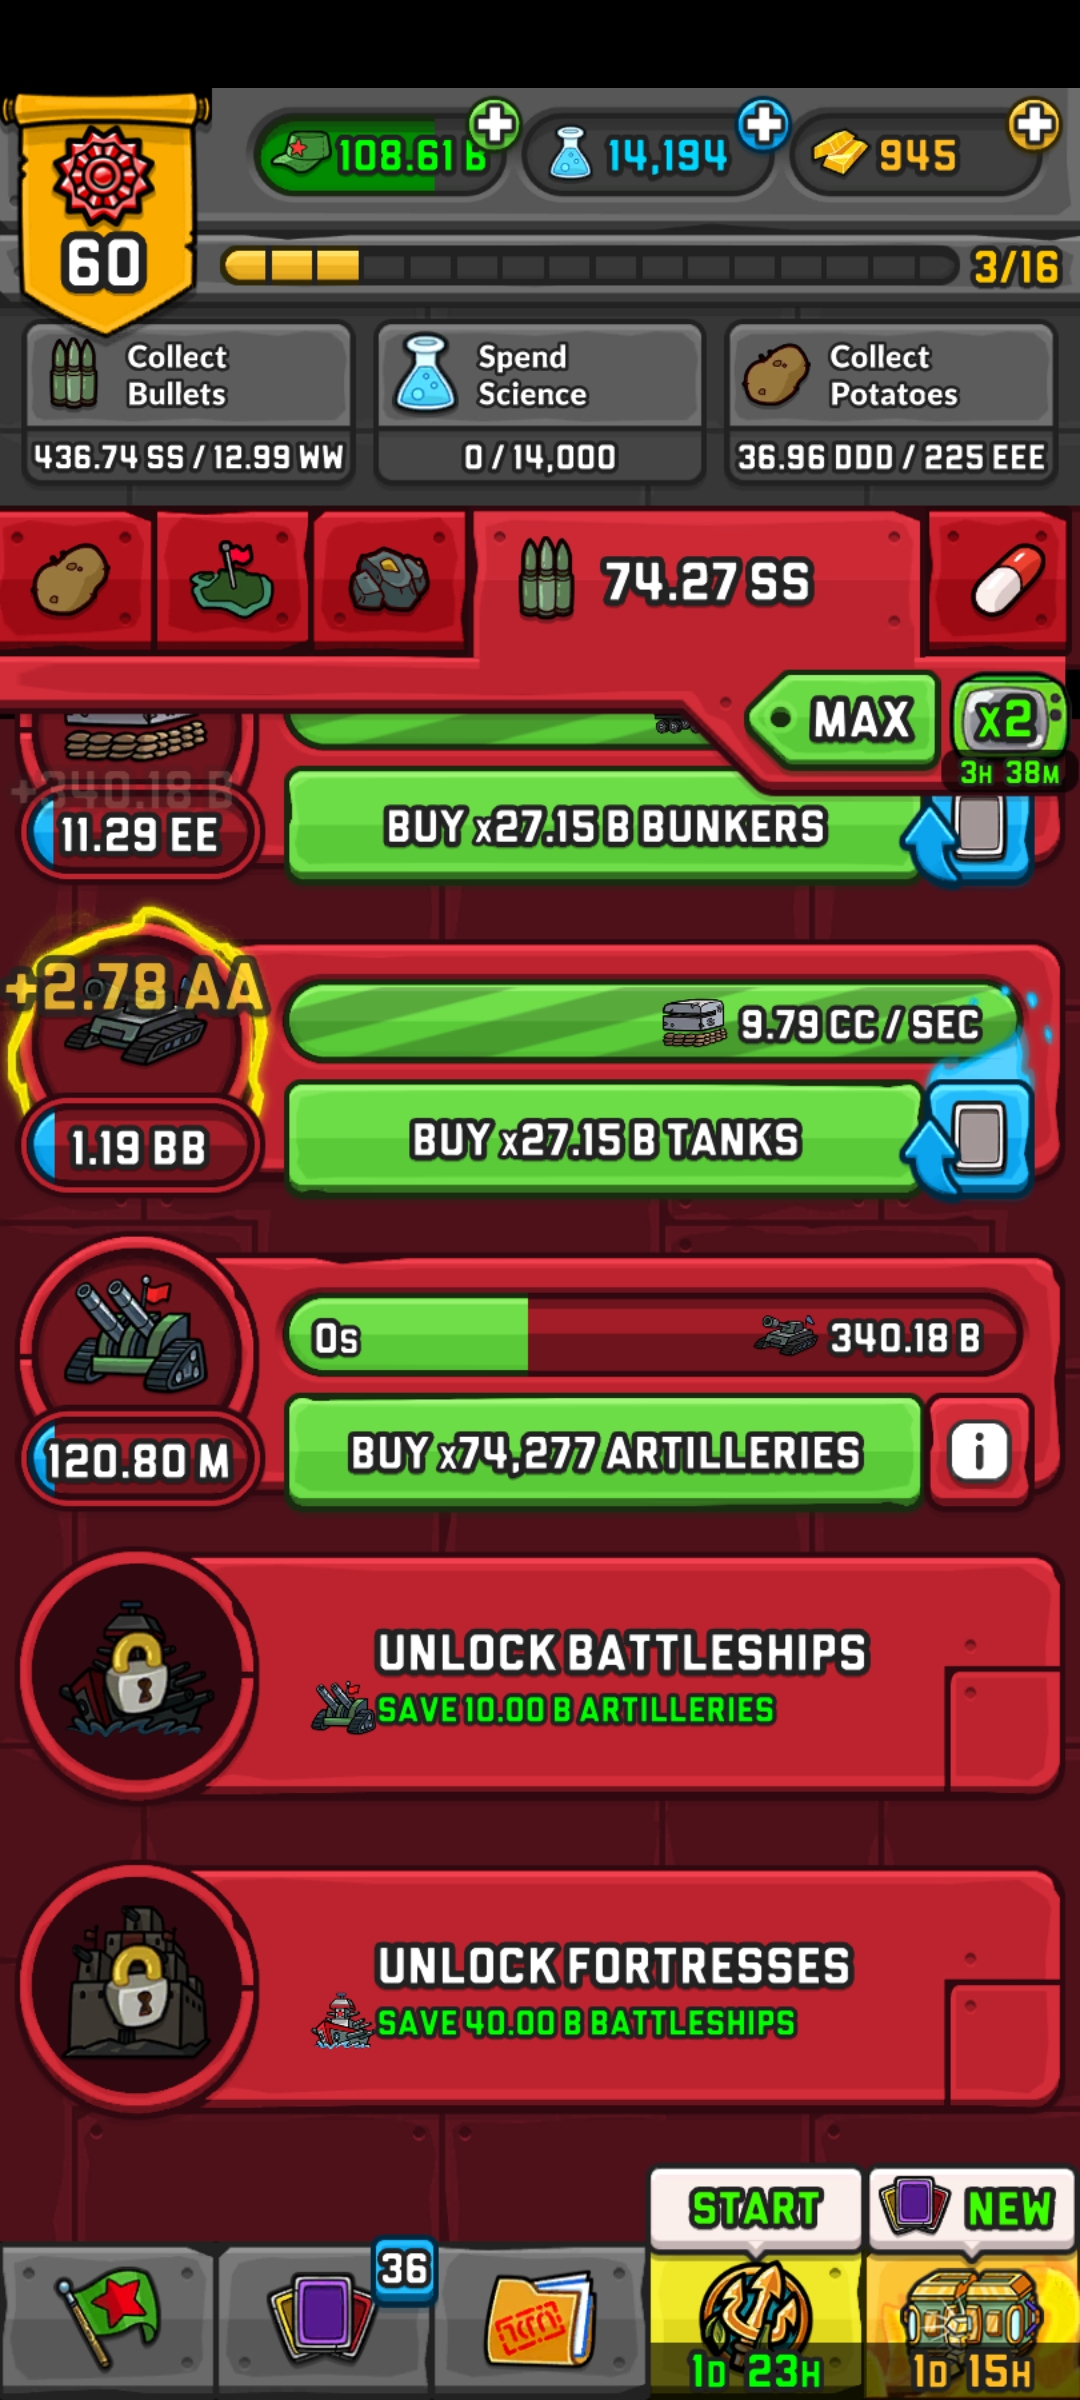 108.61 B
14,194
945
60
3/16
Collect
Bullets
436.74 SS / 12.99 WW
Spend
Science
0 / 14,000
Collect
Potatoes
36.96 DDD / 225 EEE
74.27 SS
MAX
x2
3H 38M
+340.18 B
11.29 EE
BUY x27.15 B BUNKERS
+2.78 AA
9.79 CC / SEC
1.19 BB
BUY x27.15 B TANKS
0s
340.18 B
120.80 M
BUY x74,277 ARTILLERIES
i
UNLOCK BATTLESHIPS
SAVE 10.00 B ARTILLERIES
UNLOCK FORTRESSES
SAVE 40.00 B BATTLESHIPS
START
NEW
36
1D 23H
1D 15H